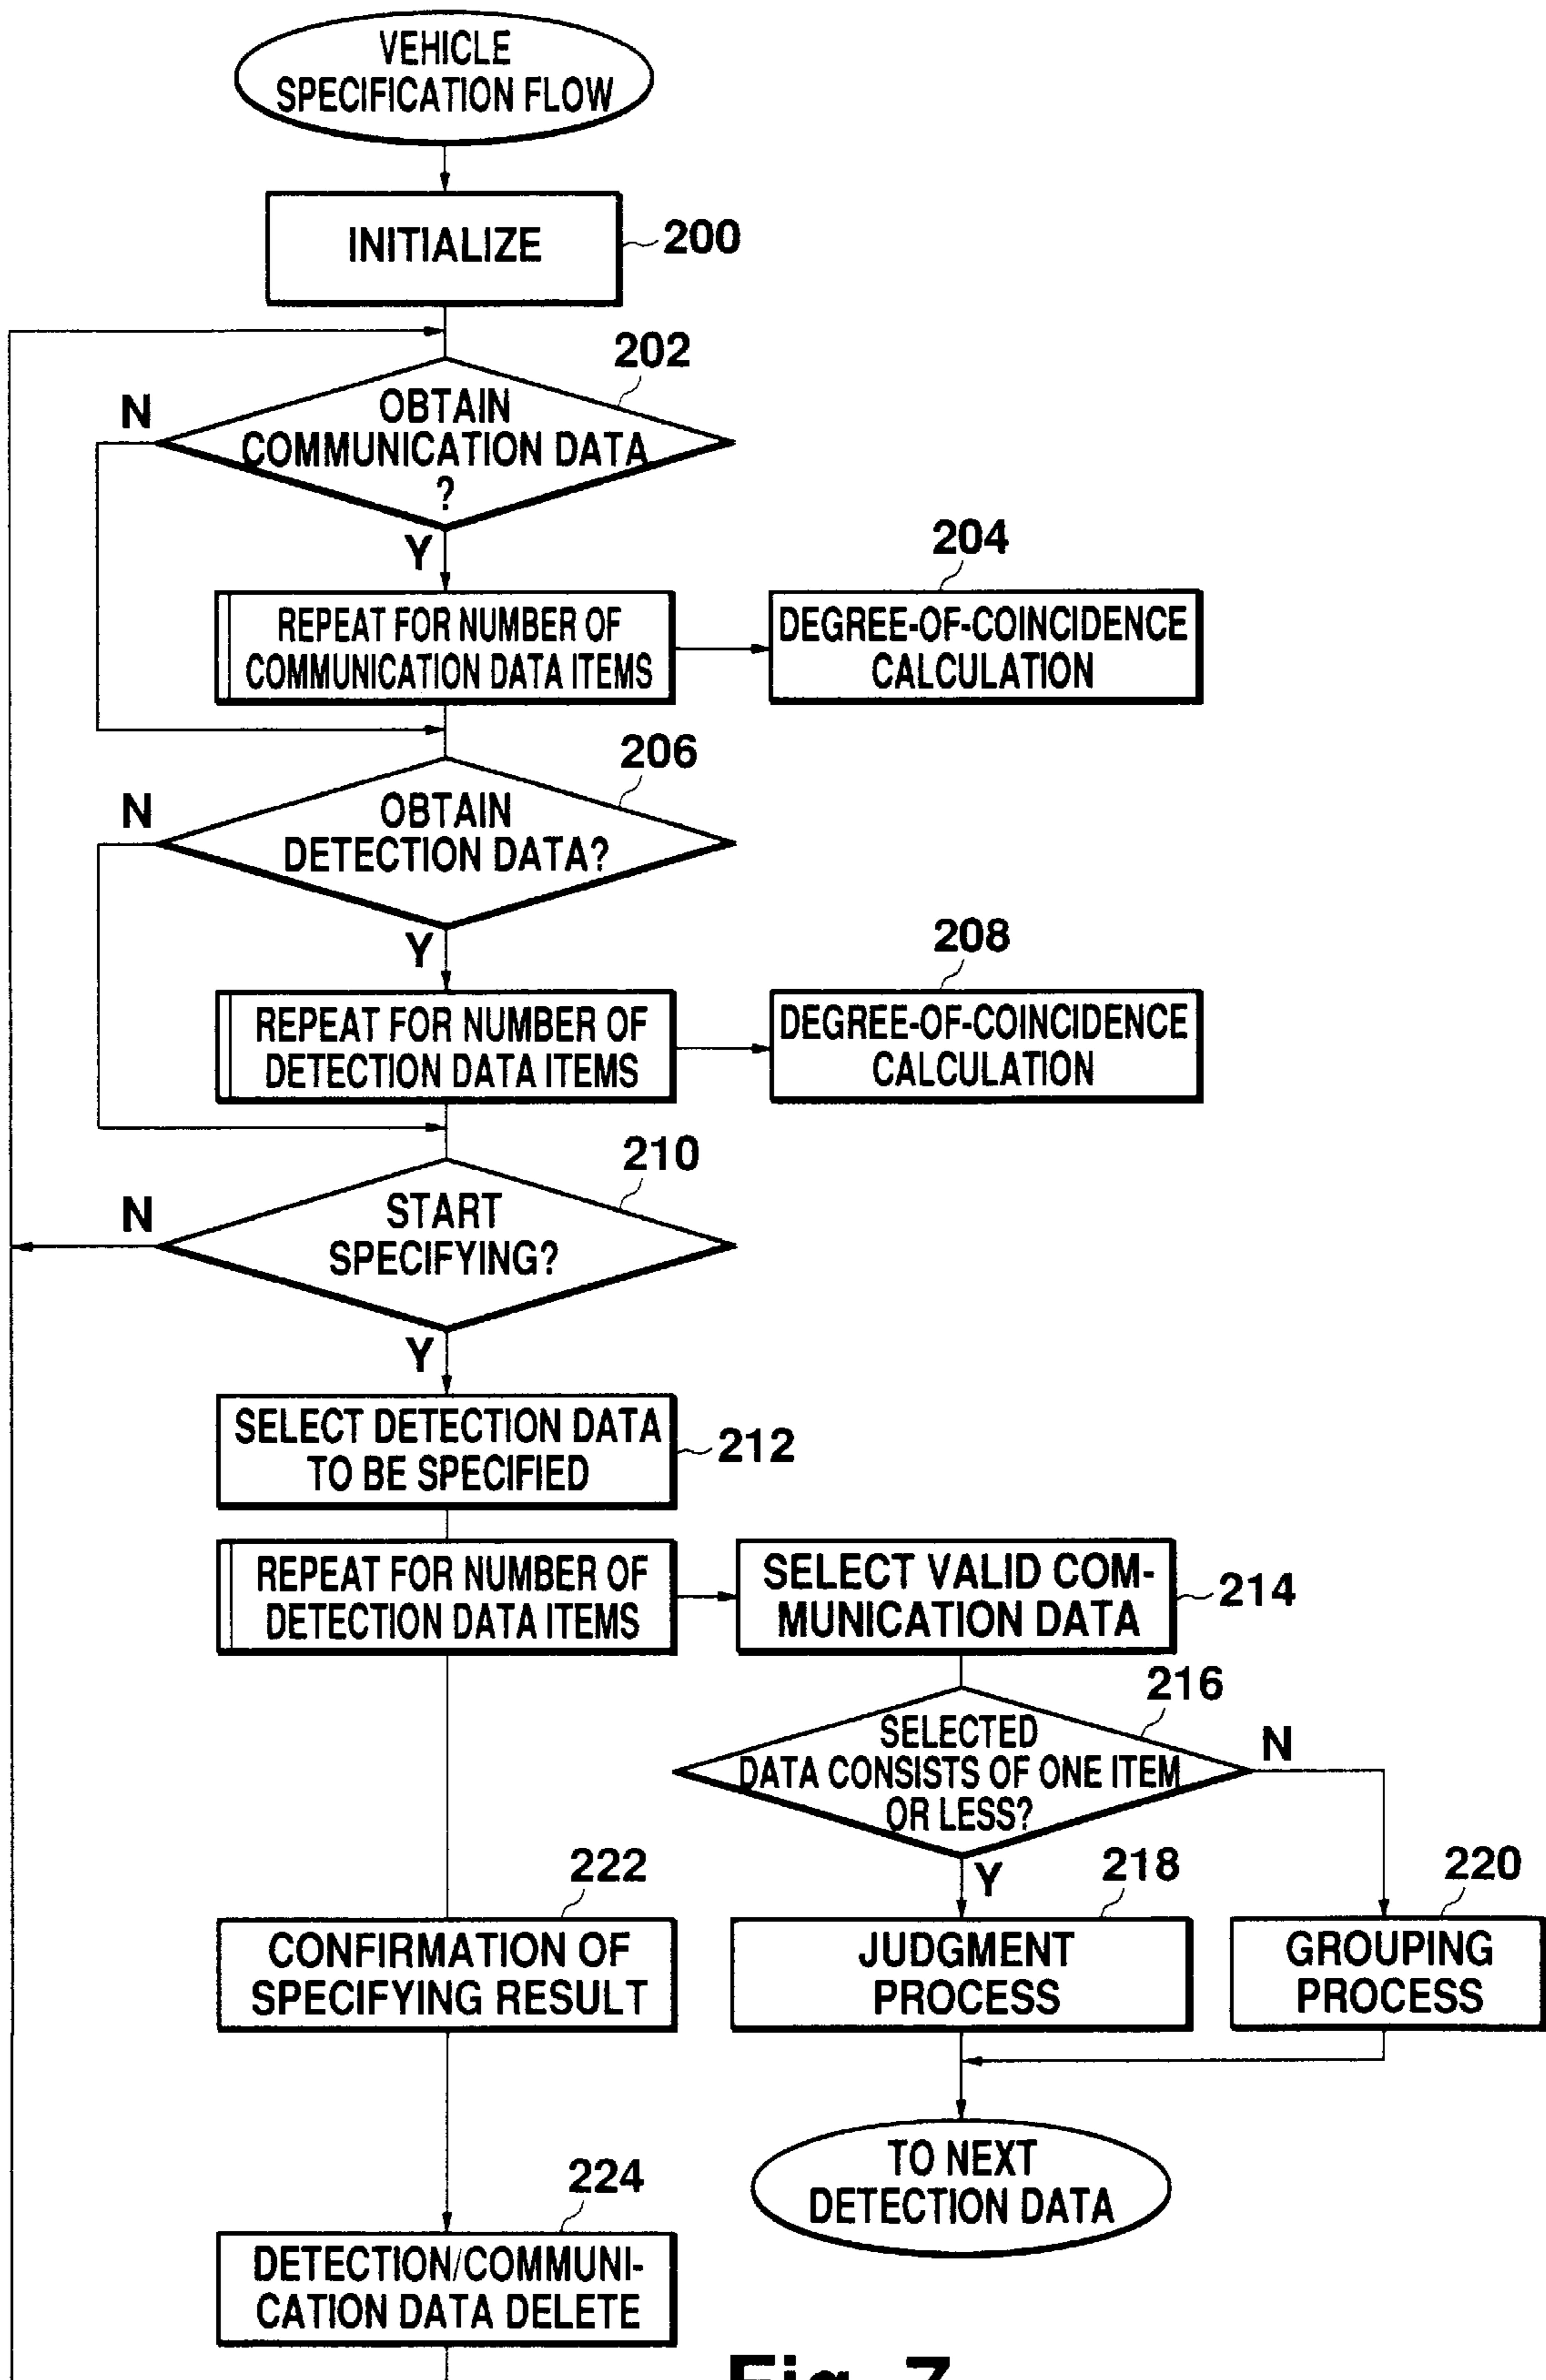 VEHICLE
SPECIFICATION FLOW
INITIALIZE
200
202
N
OBTAIN
COMMUNICATION DATA
?
Y
204
REPEAT FOR NUMBER OF
COMMUNICATION DATA ITEMS
DEGREE-OF-COINCIDENCE
CALCULATION
206
N
OBTAIN
DETECTION DATA?
Y
208
REPEAT FOR NUMBER OF
DETECTION DATA ITEMS
DEGREE-OF-COINCIDENCE
CALCULATION
210
N
START
SPECIFYING?
Y
SELECT DETECTION DATA
TO BE SPECIFIED
212
REPEAT FOR NUMBER OF
DETECTION DATA ITEMS
SELECT VALID COM-
MUNICATION DATA
214
216
SELECTED
DATA CONSISTS OF ONE ITEM
OR LESS?
N
Y
222
218
220
CONFIRMATION OF
SPECIFYING RESULT
JUDGMENT
PROCESS
GROUPING
PROCESS
TO NEXT
DETECTION DATA
224
DETECTION/COMMUNI-
CATION DATA DELETE
Fig. 7